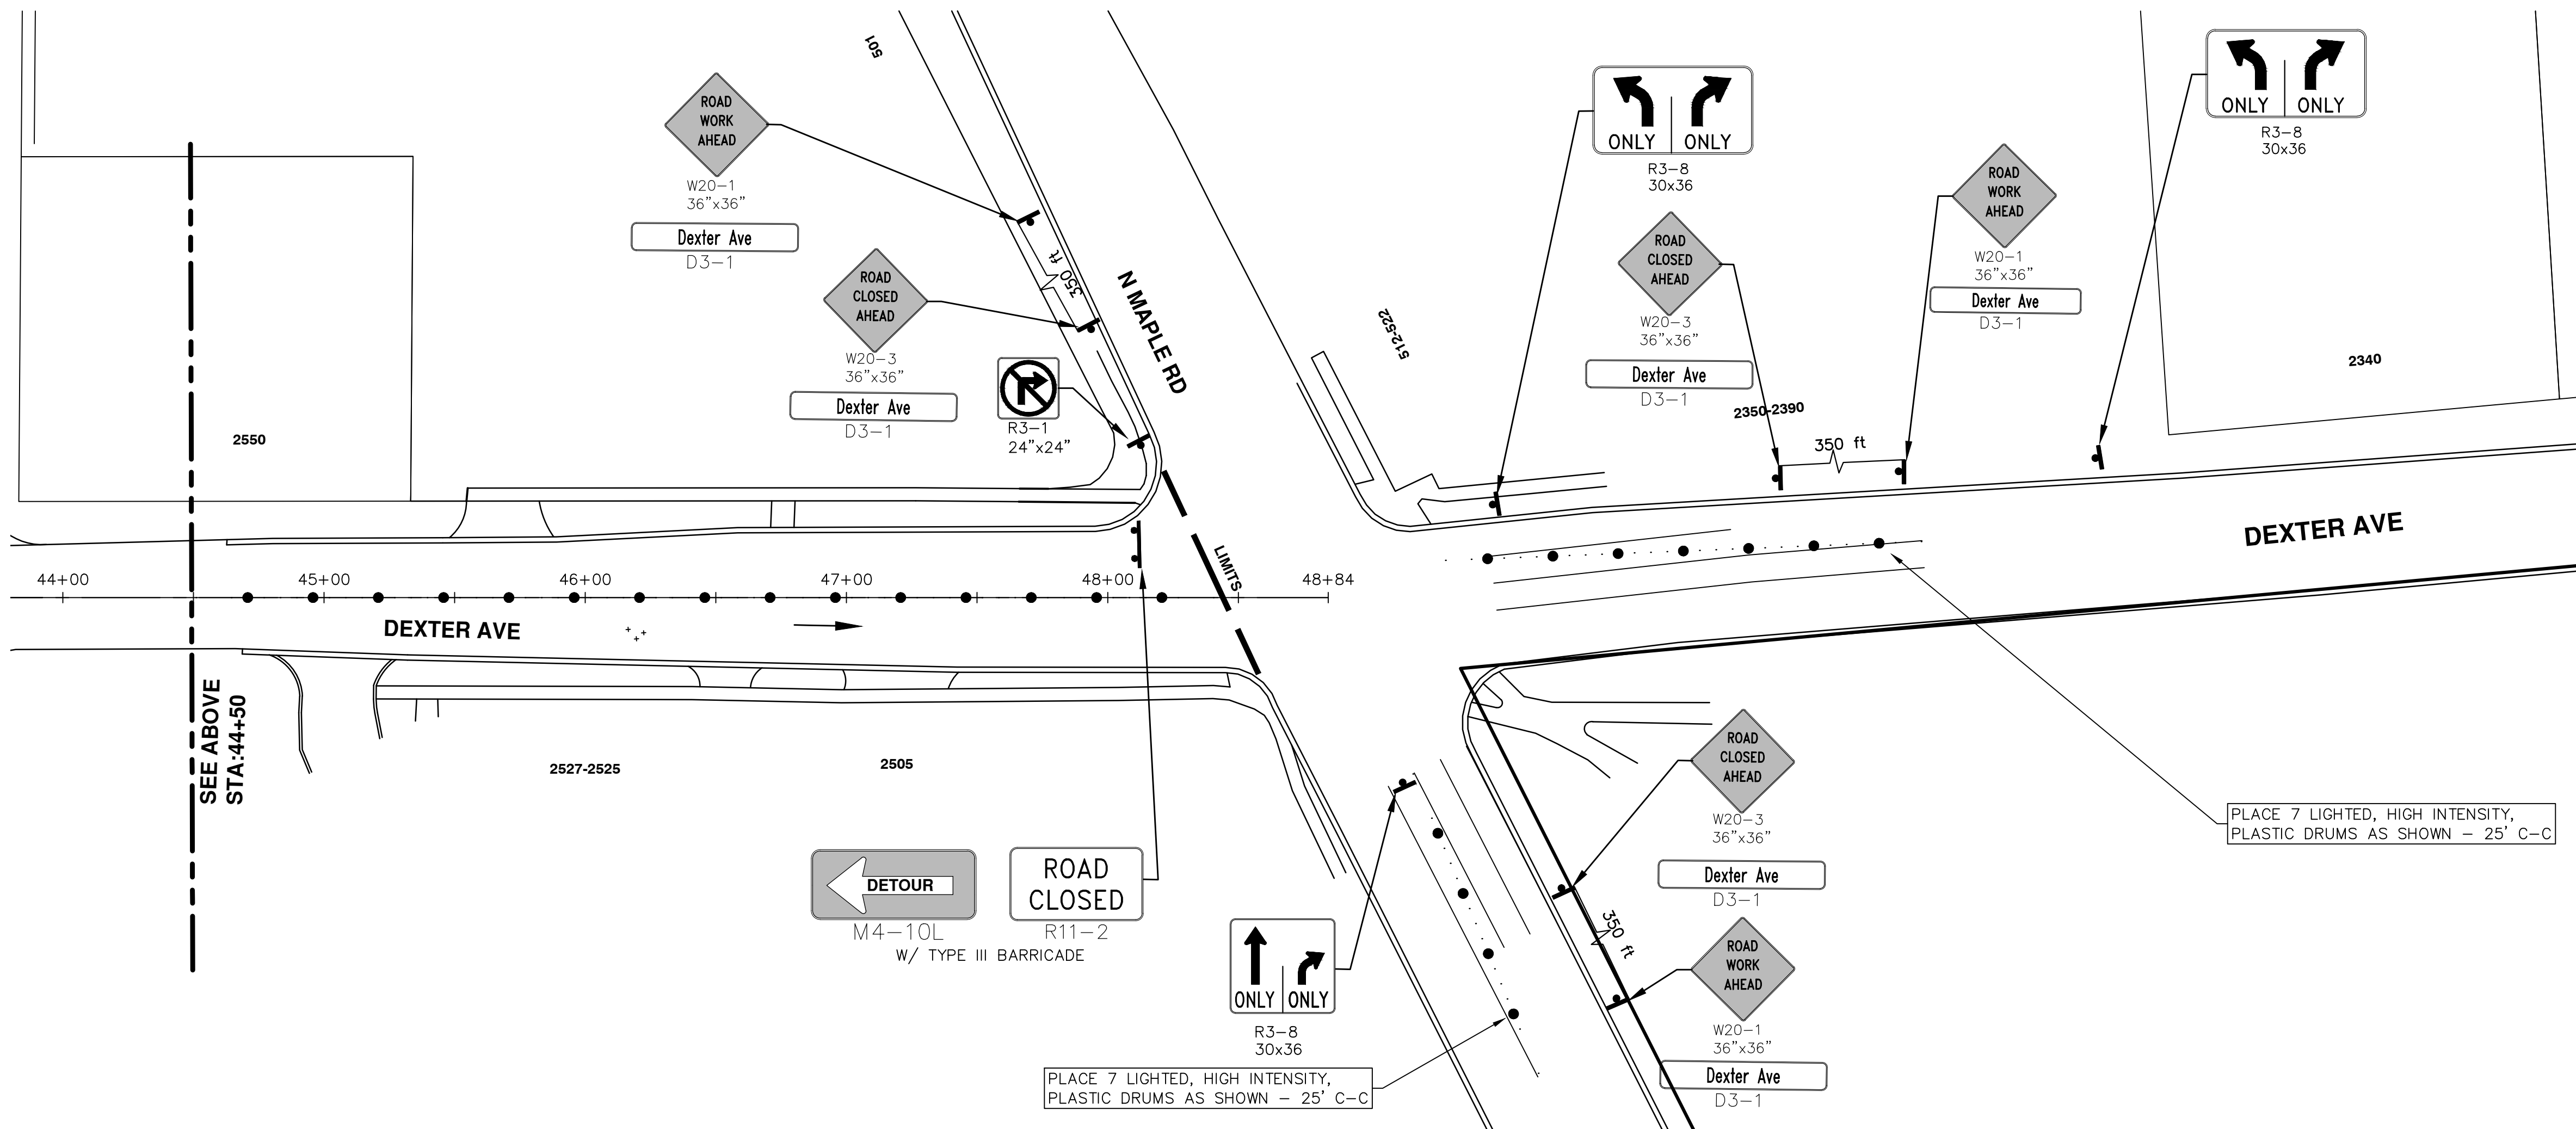 501
ROAD
WORK
AHEAD
W20-1
36"x36"
Dexter Ave
D3-1
ROAD
CLOSED
AHEAD
W20-3
36"x36"
Dexter Ave
D3-1
R3-1
24"x24"
350 ft
N MAPLE RD
512-522
ONLY ONLY
R3-8
30x36
ROAD
CLOSED
AHEAD
W20-3
36"x36"
Dexter Ave
D3-1
2350-2390
350 ft
ROAD
WORK
AHEAD
W20-1
36"x36"
Dexter Ave
D3-1
ONLY ONLY
R3-8
30x36
2340
2550
DEXTER AVE
44+00
45+00
46+00
47+00
48+00
48+84
LIMITS
DEXTER AVE
SEE ABOVE
STA:44+50
2527-2525
2505
DETOUR
M4-10L
ROAD
CLOSED
R11-2
W/ TYPE III BARRICADE
ONLY ONLY
R3-8
30x36
PLACE 7 LIGHTED, HIGH INTENSITY,
PLASTIC DRUMS AS SHOWN - 25' C-C
ROAD
CLOSED
AHEAD
W20-3
36"x36"
Dexter Ave
D3-1
350 ft
ROAD
WORK
AHEAD
W20-1
36"x36"
Dexter Ave
D3-1
PLACE 7 LIGHTED, HIGH INTENSITY,
PLASTIC DRUMS AS SHOWN - 25' C-C